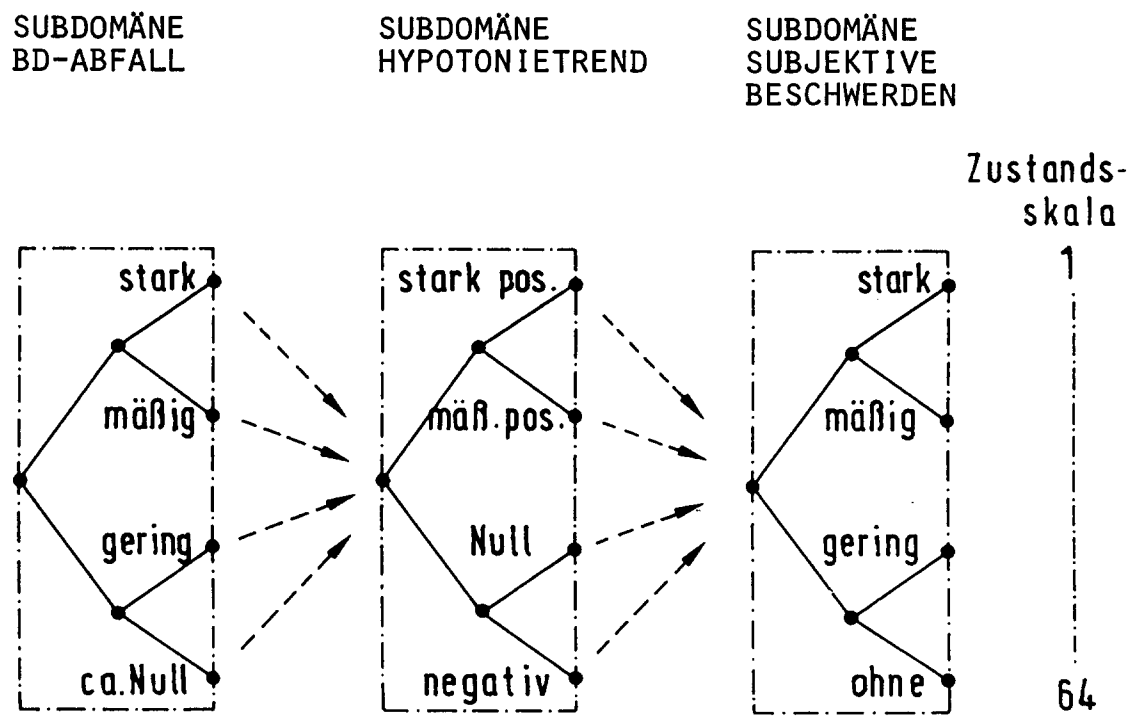 SUBDOMÄNE
BD-ABFALL
SUBDOMÄNE
HYPOTONIETREND
SUBDOMÄNE
SUBJEKTIVE
BESCHWERDEN
Zustands-
skala
1
64
stark
mäßig
gering
ca.Null
stark pos.
mäß.pos.
Null
negativ
stark
mäßig
gering
ohne